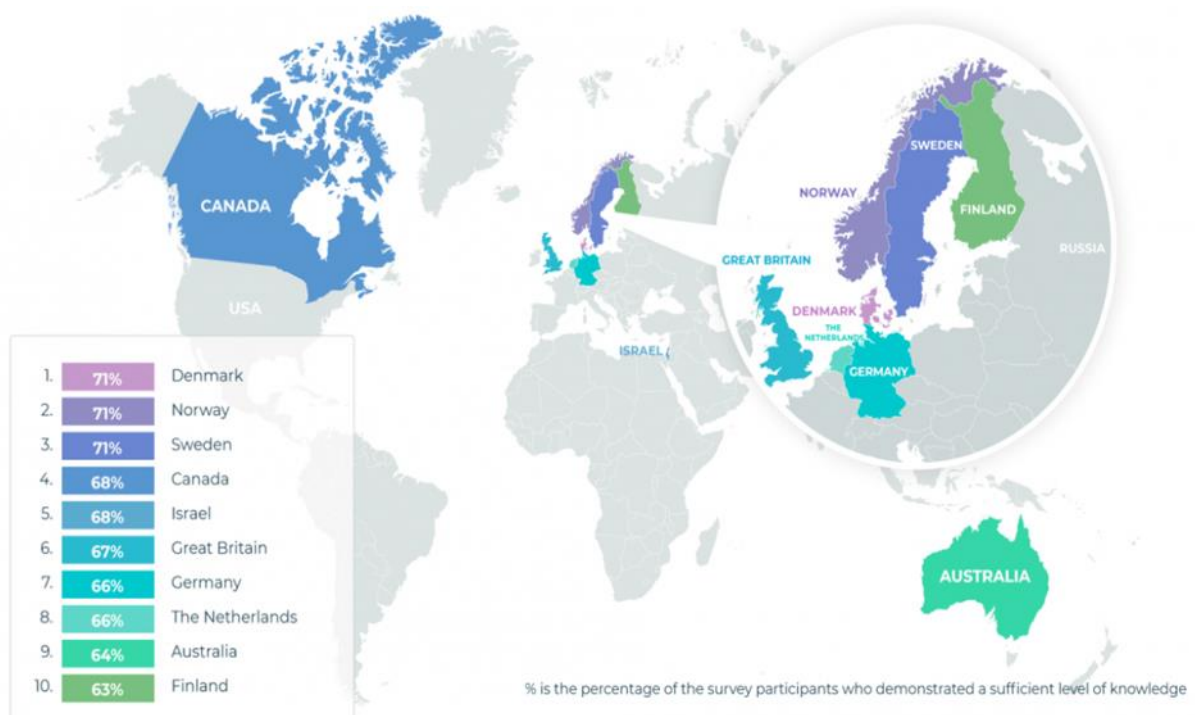 CANADA
USA
SWEDEN
NORWAY
FINLAND
RUSSIA
GREAT BRITAIN
DENMARK
THE
NETHERLANDS
GERMANY
ISRAEL
AUSTRALIA
1. 71% Denmark
2. 71% Norway
3. 71% Sweden
4. 68% Canada
5. 68% Israel
6. 67% Great Britain
7. 66% Germany
8. 66% The Netherlands
9. 64% Australia
10. 63% Finland
% is the percentage of the survey participants who demonstrated a sufficient level of knowledge